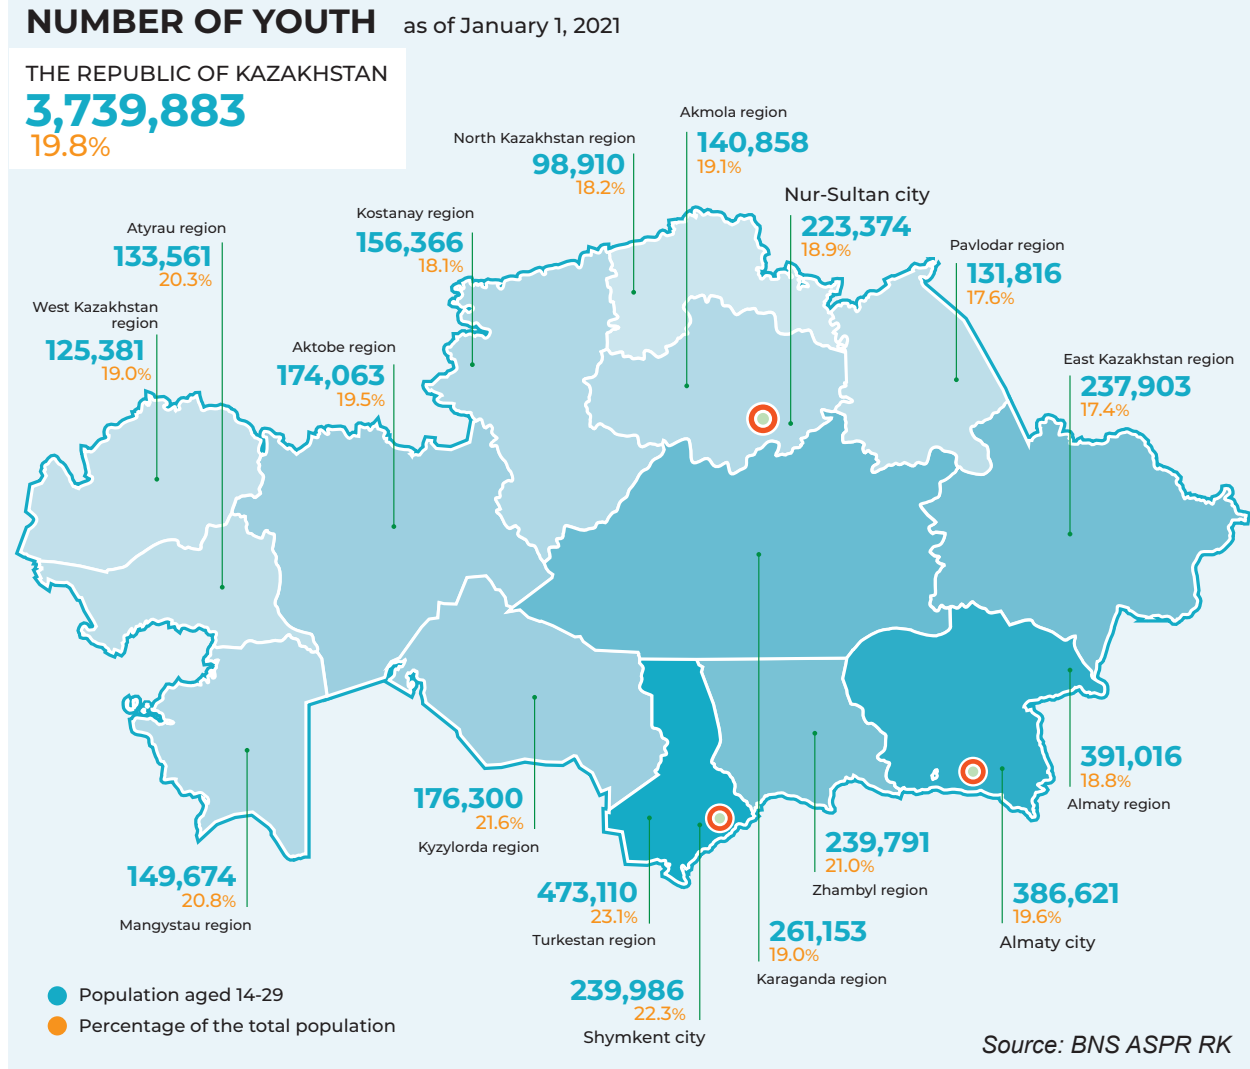 NUMBER OF YOUTH as of January 1, 2021
THE REPUBLIC OF KAZAKHSTAN
3,739,883
19.8%
Akmola region
140,858
19.1%
North Kazakhstan region
98,910
18.2%
Nur-Sultan city
223,374
18.9%
Kostanay region
156,366
18.1%
Atyrau region
133,561
20.3%
Pavlodar region
131,816
17.6%
West Kazakhstan
region
125,381
19.0%
Aktobe region
174,063
19.5%
East Kazakhstan region
237,903
17.4%
391,016
18.8%
Almaty region
176,300
21.6%
Kyzylorda region
239,791
21.0%
Zhambyl region
149,674
20.8%
Mangystau region
473,110
23.1%
Turkestan region
386,621
19.6%
Almaty city
261,153
19.0%
Karaganda region
239,986
22.3%
Shymkent city
Population aged 14-29
Percentage of the total population
Source: BNS ASPR RK